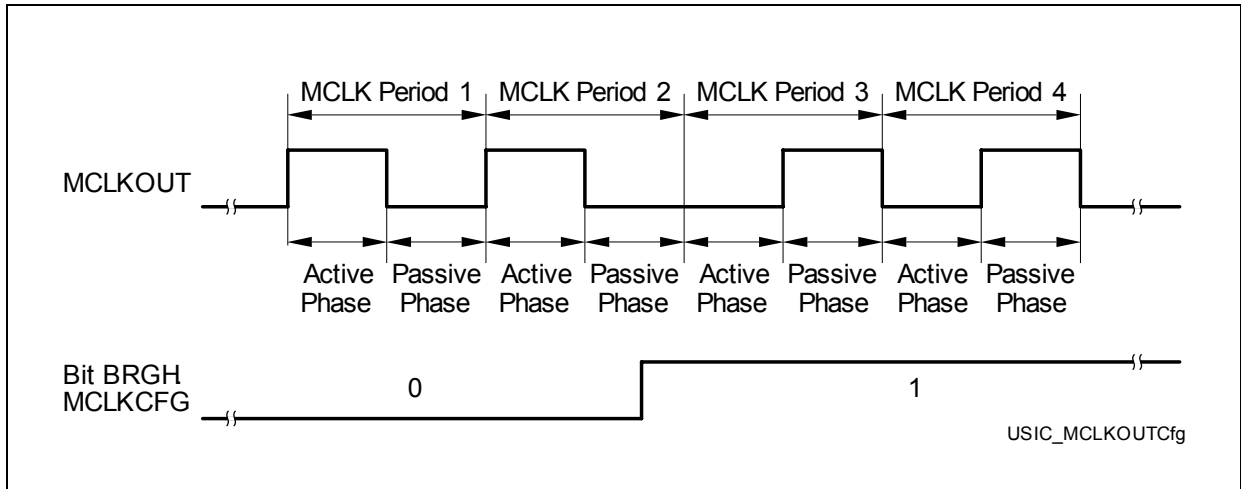 MCLK Period 1 MCLK Period 2 MCLK Period 3 MCLK Period 4
MCLKOUT
Active Passive Active Passive Active Passive Active Passive
Phase Phase Phase Phase Phase Phase Phase Phase
Bit BRGH.
MCLKCFG
0 1
USIC_MCLKOUTCfg